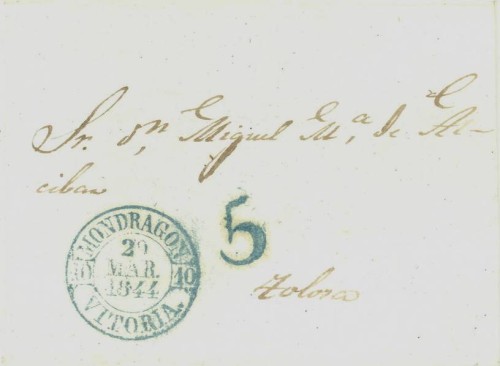 Sr. Dn, Miguel Ma, de Al-
cibar
MONDRAGON
29
MAR.
1844
10 10
VITORIA.
5
Tolosa